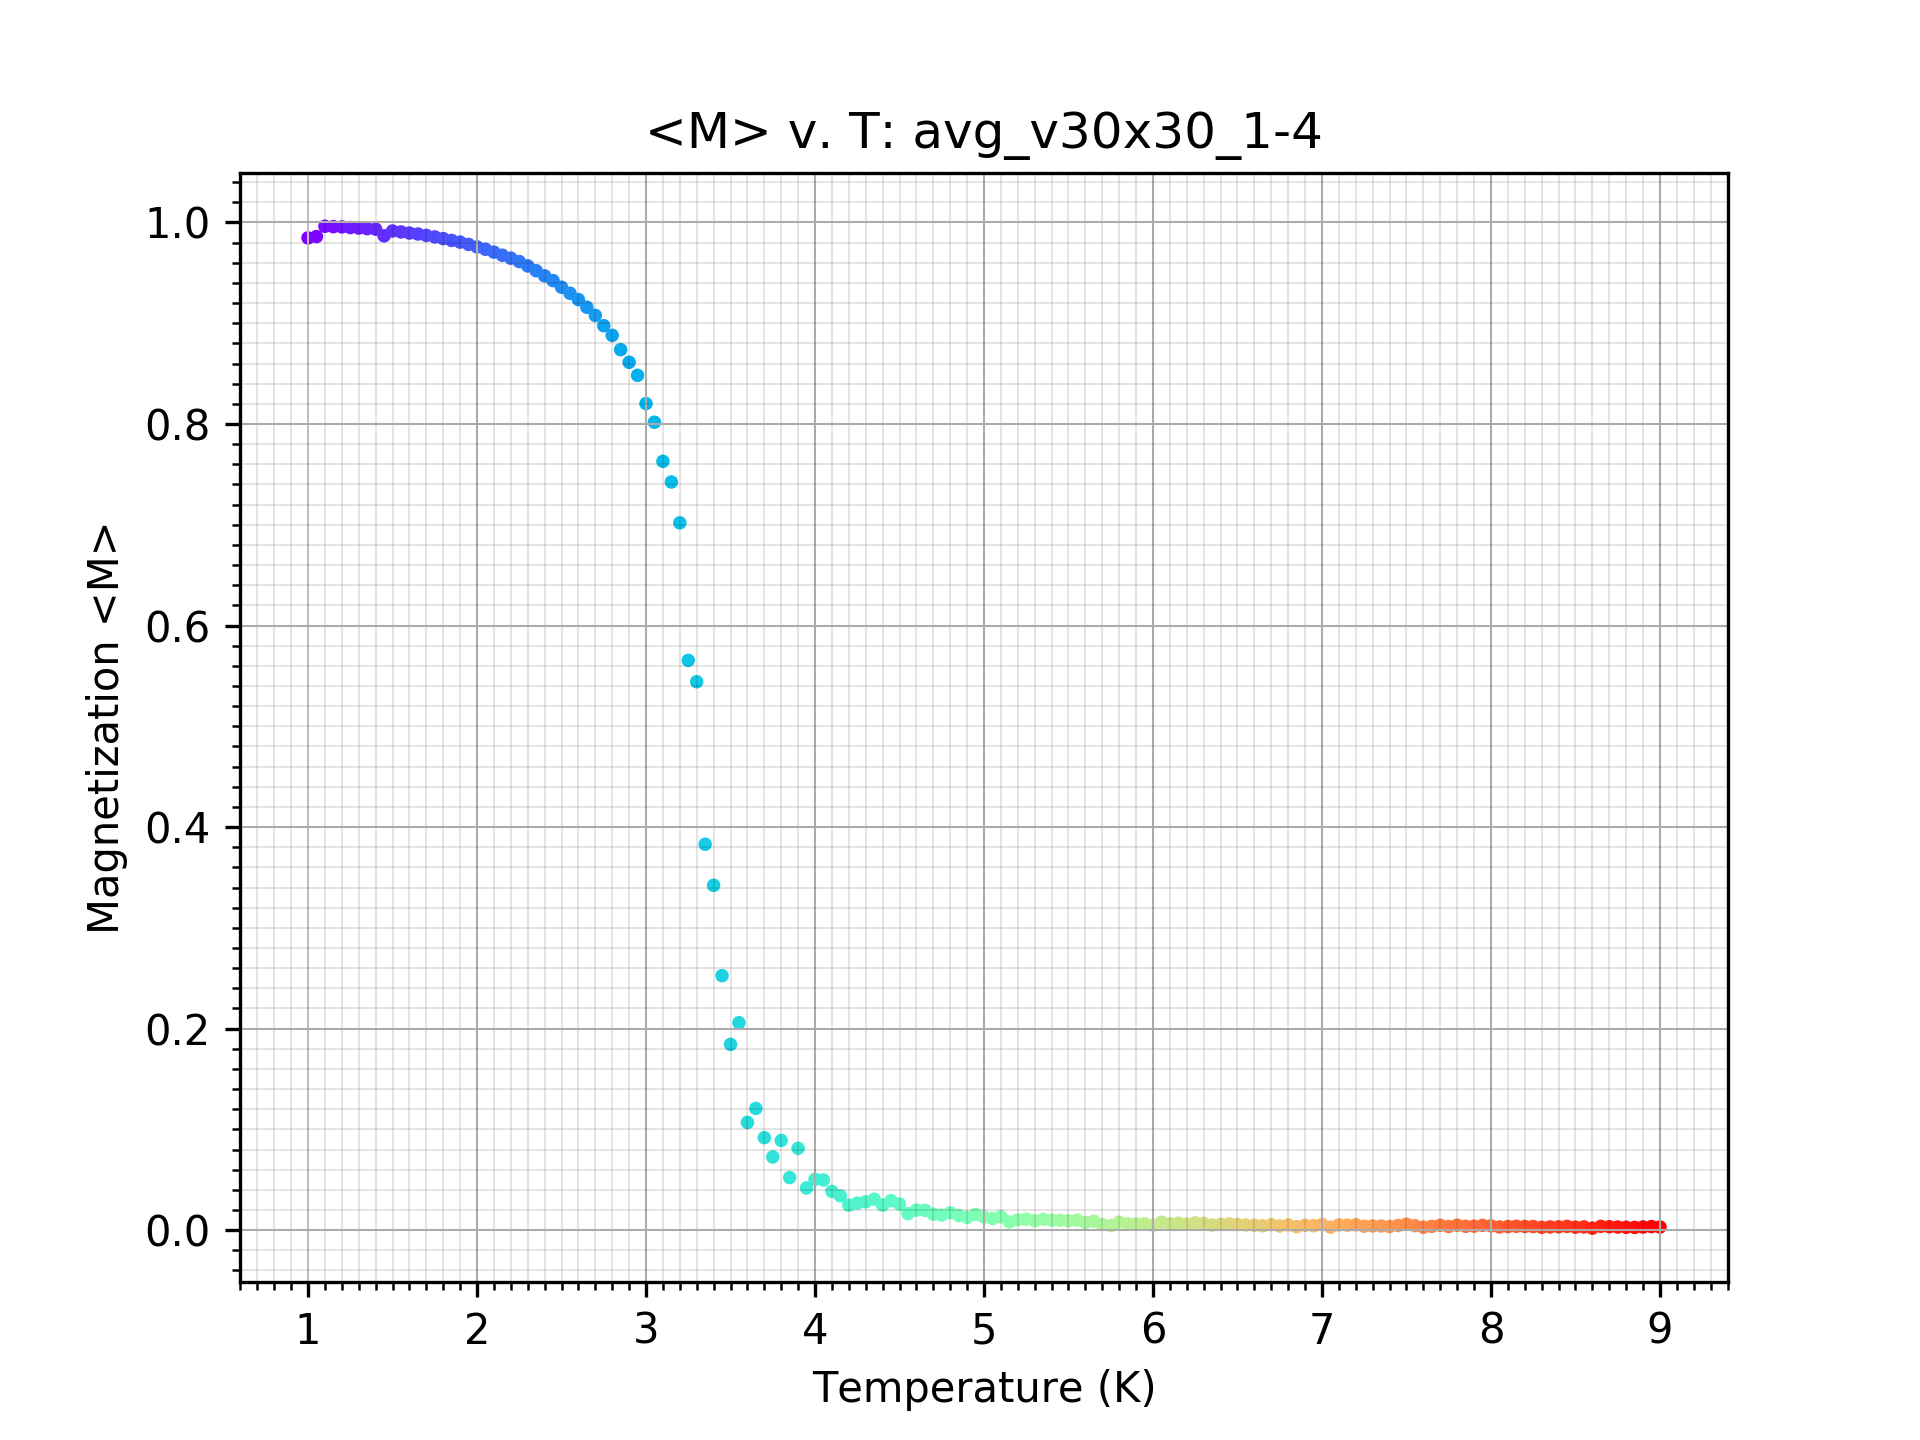 <M> v. T: avg_v30x30_1-4
Magnetization <M>
1.0
0.8
0.6
0.4
0.2
0.0
1 2 3 4 5 6 7 8 9
Temperature (K)